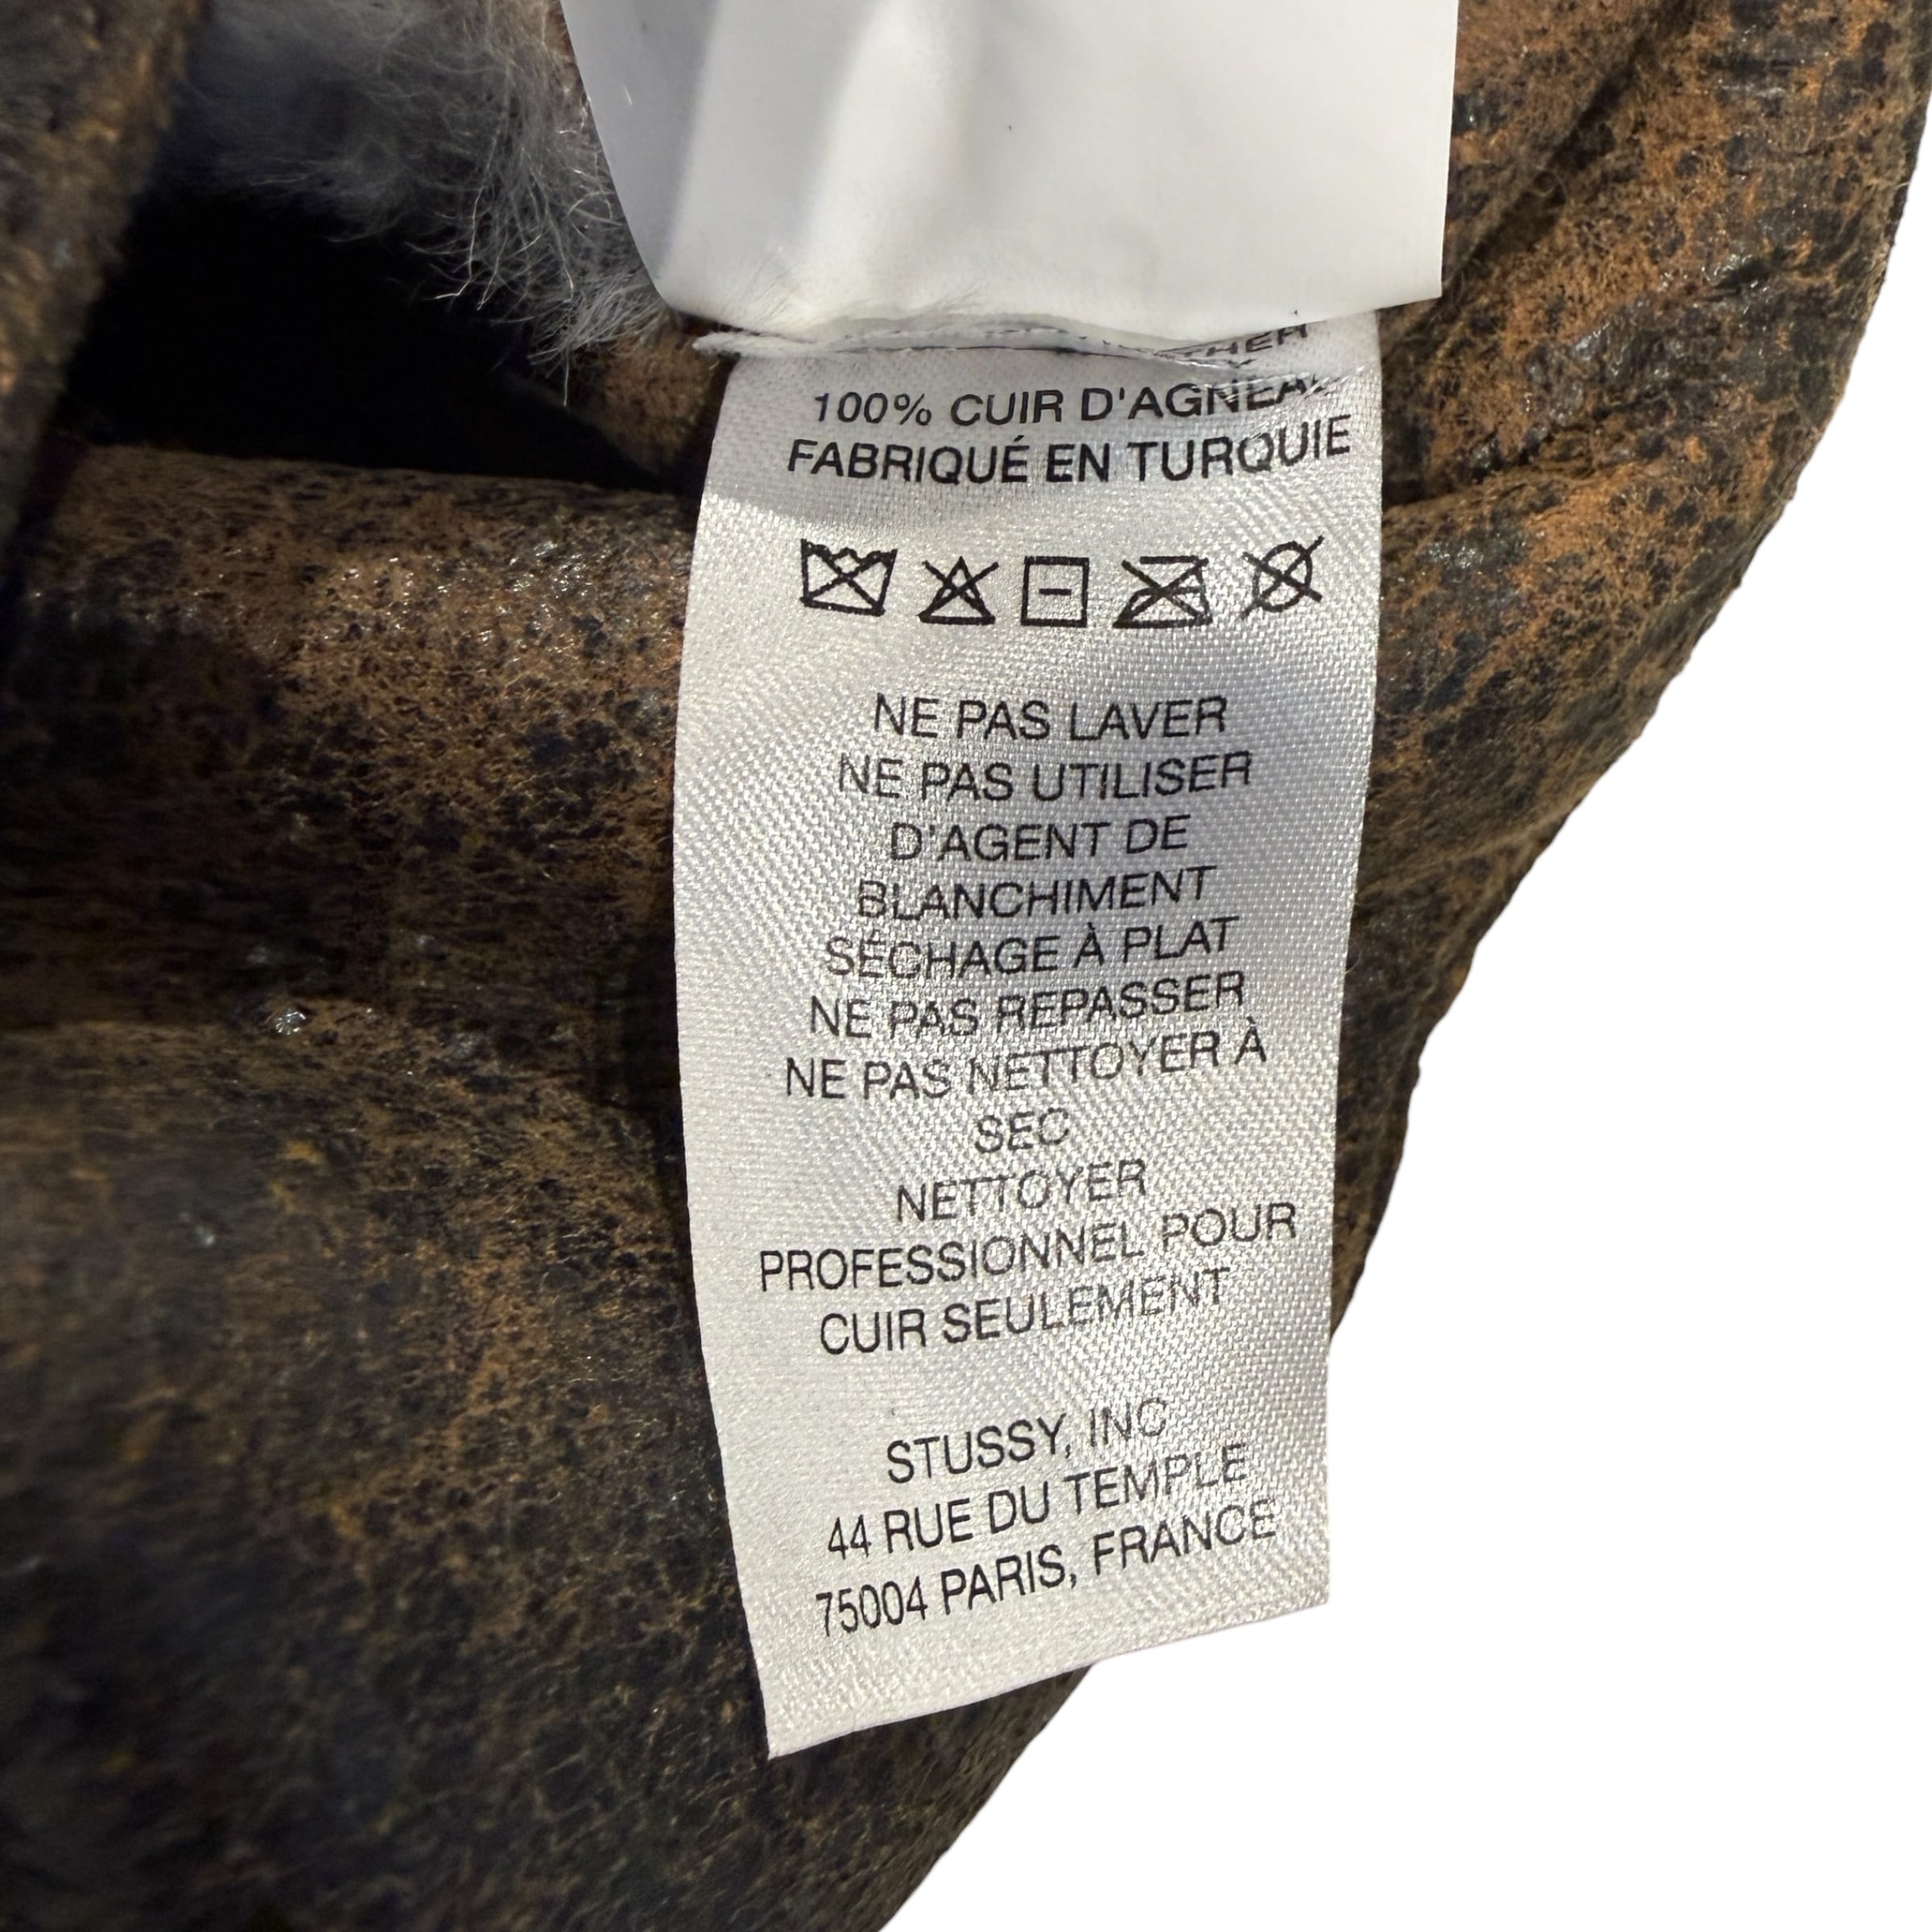 100% CUIR D'AGNEAU
FABRIQUÉ EN TURQUIE
NE PAS LAVER
NE PAS UTILISER
D'AGENT DE
BLANCHIMENT
SÉCHAGE À PLAT
NE PAS REPASSER
NE PAS NETTOYER À
SEC
NETTOYER
PROFESSIONNEL POUR
CUIR SEULEMENT
STUSSY, INC
44 RUE DU TEMPLE
75004 PARIS, FRANCE